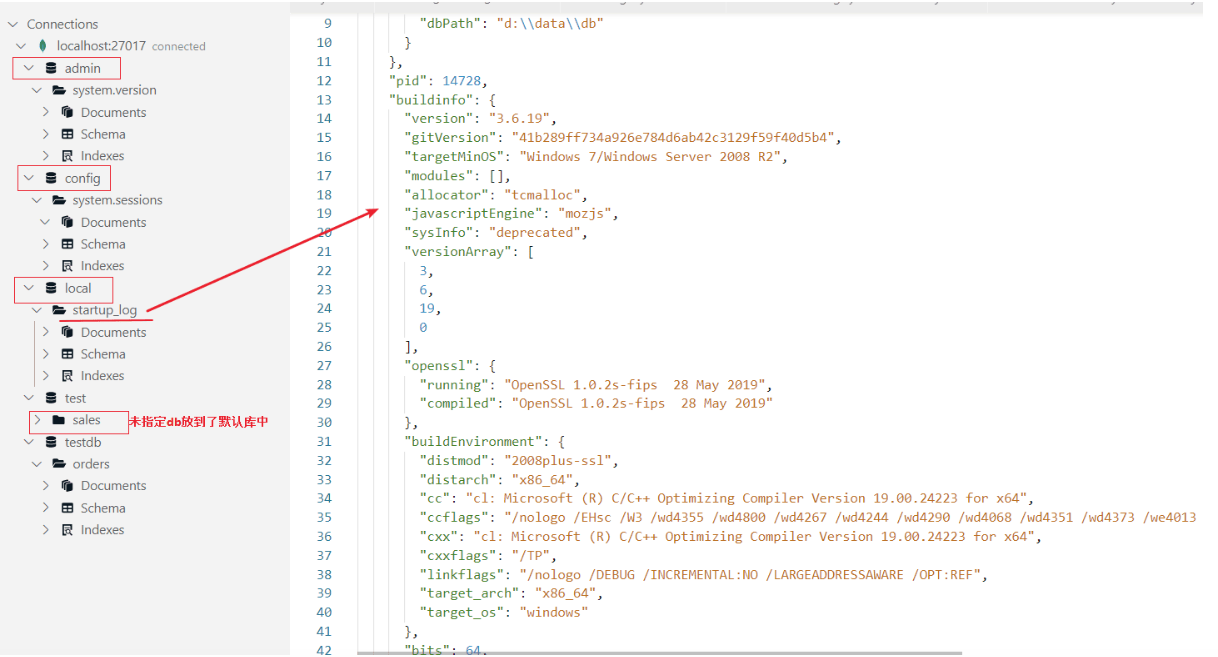 Connections
localhost:27017 connected
admin
system.version
Documents
Schema
Indexes
config
system.sessions
Documents
Schema
Indexes
local
startup_log
Documents
Schema
Indexes
test
sales
未指定db放到了默认库中
testdb
orders
Documents
Schema
Indexes
9 "dbPath": "d:\\data\\db"
10 }
11 },
12 "pid": 14728,
13 "buildinfo": {
14 "version": "3.6.19",
15 "gitVersion": "41b289ff734a926e784d6ab42c3129f59f40d5b4",
16 "targetMinOS": "Windows 7/Windows Server 2008 R2",
17 "modules": [],
18 "allocator": "tcmalloc",
19 "javascriptEngine": "mozjs",
20 "sysInfo": "deprecated",
21 "versionArray": [
22 3,
23 6,
24 19,
25 0
26 ],
27 "openssl": {
28 "running": "OpenSSL 1.0.2s-fips  28 May 2019",
29 "compiled": "OpenSSL 1.0.2s-fips  28 May 2019"
30 },
31 "buildEnvironment": {
32 "distmod": "2008plus-ssl",
33 "distarch": "x86_64",
34 "cc": "cl: Microsoft (R) C/C++ Optimizing Compiler Version 19.00.24223 for x64",
35 "ccflags": "/nologo /EHsc /W3 /wd4355 /wd4800 /wd4267 /wd4244 /wd4290 /wd4068 /wd4351 /wd4373 /we4013
36 "cxx": "cl: Microsoft (R) C/C++ Optimizing Compiler Version 19.00.24223 for x64",
37 "cxxflags": "/TP",
38 "linkflags": "/nologo /DEBUG /INCREMENTAL:NO /LARGEADDRESSAWARE /OPT:REF",
39 "target_arch": "x86_64",
40 "target_os": "windows"
41 },
42 "bits": 64,